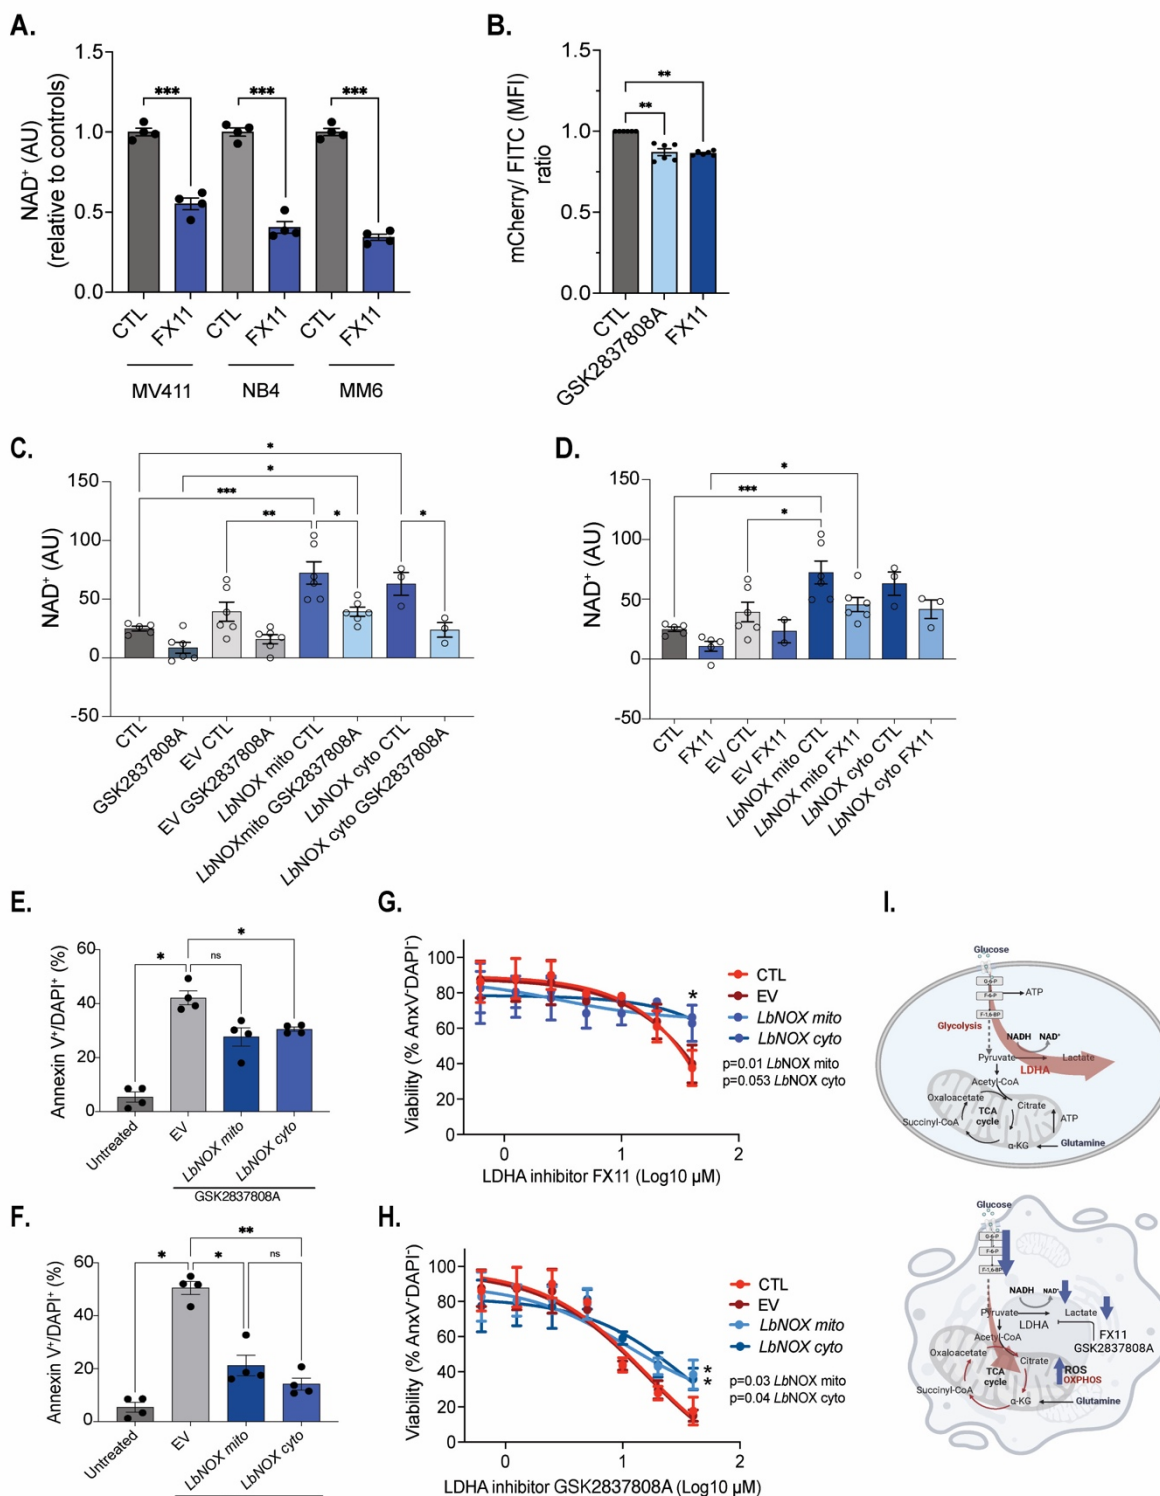 A.
NAD⁺ (AU)
(relative to controls)
1.5
1.0
0.5
0.0
***
***
***
CTL
FX11
CTL
FX11
CTL
FX11
MV411
NB4
MM6
B.
mCherry/ FITC (MFI)
ratio
1.5
1.0
0.5
0.0
**
**
CTL
GSK2837808A
FX11
C.
NAD⁺ (AU)
150
100
50
0
-50
*
*
***
**
*
*
CTL
GSK2837808A
EV CTL
EV GSK2837808A
LbNOX mito CTL
LbNOXmito GSK2837808A
LbNOX cyto CTL
LbNOX cyto GSK2837808A
D.
NAD⁺ (AU)
150
100
50
0
-50
*
***
*
CTL
FX11
EV CTL
EV FX11
LbNOX mito CTL
LbNOX mito FX11
LbNOX cyto CTL
LbNOX cyto FX11
E.
Annexin V⁺/DAPI⁺ (%)
60
40
20
0
*
ns
*
Untreated
EV
LbNOX mito
LbNOX cyto
GSK2837808A
F.
Annexin V⁺/DAPI⁺ (%)
60
40
20
0
*
*
**
ns
Untreated
EV
LbNOX mito
LbNOX cyto
G.
Viability (% AnxV⁻DAPI⁻)
100
80
60
40
20
0
0
1
2
LDHA inhibitor FX11 (Log10 µM)
*
CTL
EV
LbNOX mito
LbNOX cyto
p=0.01 LbNOX mito
p=0.053 LbNOX cyto
H.
Viability (% AnxV⁻DAPI⁻)
100
80
60
40
20
0
0
1
2
LDHA inhibitor GSK2837808A (Log10 µM)
*
*
CTL
EV
LbNOX mito
LbNOX cyto
p=0.03 LbNOX mito
p=0.04 LbNOX cyto
I.
Glucose
G-6-P
F-6-P
F-1,6-BP
ATP
Glycolysis
NADH
NAD⁺
Pyruvate
Lactate
LDHA
Acetyl-CoA
Oxaloacetate
Citrate
TCA
cycle
ATP
Succinyl-CoA
α-KG
Glutamine
Glucose
G-6-P
F-6-P
F-1,6-BP
NADH
NAD⁺
Pyruvate
Lactate
LDHA
Acetyl-CoA
FX11
GSK2837808A
Oxaloacetate
Citrate
ROS
OXPHOS
TCA
cycle
Succinyl-CoA
α-KG
Glutamine